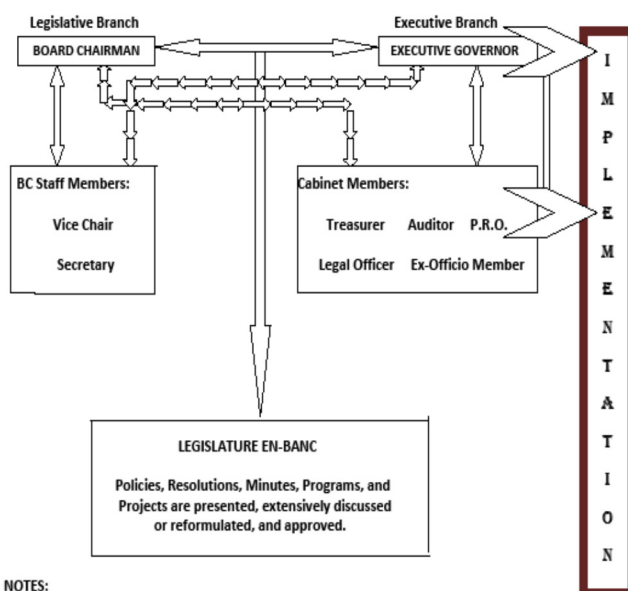 Legislative Branch
Executive Branch
BOARD CHAIRMAN
EXECUTIVE GOVERNOR
BC Staff Members:
Vice Chair
Secretary
Cabinet Members:
Treasurer Auditor P.R.O.
Legal Officer Ex-Officio Member
LEGISLATURE EN-BANC
Policies, Resolutions, Minutes, Programs, and
Projects are presented, extensively discussed
or reformulated, and approved.
IMPLEMENTATION
NOTES: